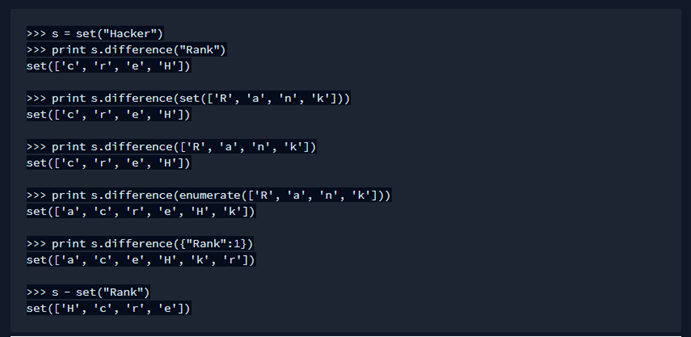 >>> s = set("Hacker")
>>> print s.difference("Rank")
set(['c', 'r', 'e', 'H'])
>>> print s.difference(set(['R', 'a', 'n', 'k']))
set(['c', 'r', 'e', 'H'])
>>> print s.difference(['R', 'a', 'n', 'k'])
set(['c', 'r', 'e', 'H'])
>>> print s.difference(enumerate(['R', 'a', 'n', 'k']))
set(['a', 'c', 'r', 'e', 'H', 'k'])
>>> print s.difference({"Rank":1})
set(['a', 'c', 'e', 'H', 'k', 'r'])
>>> s - set("Rank")
set(['H', 'c', 'r', 'e'])